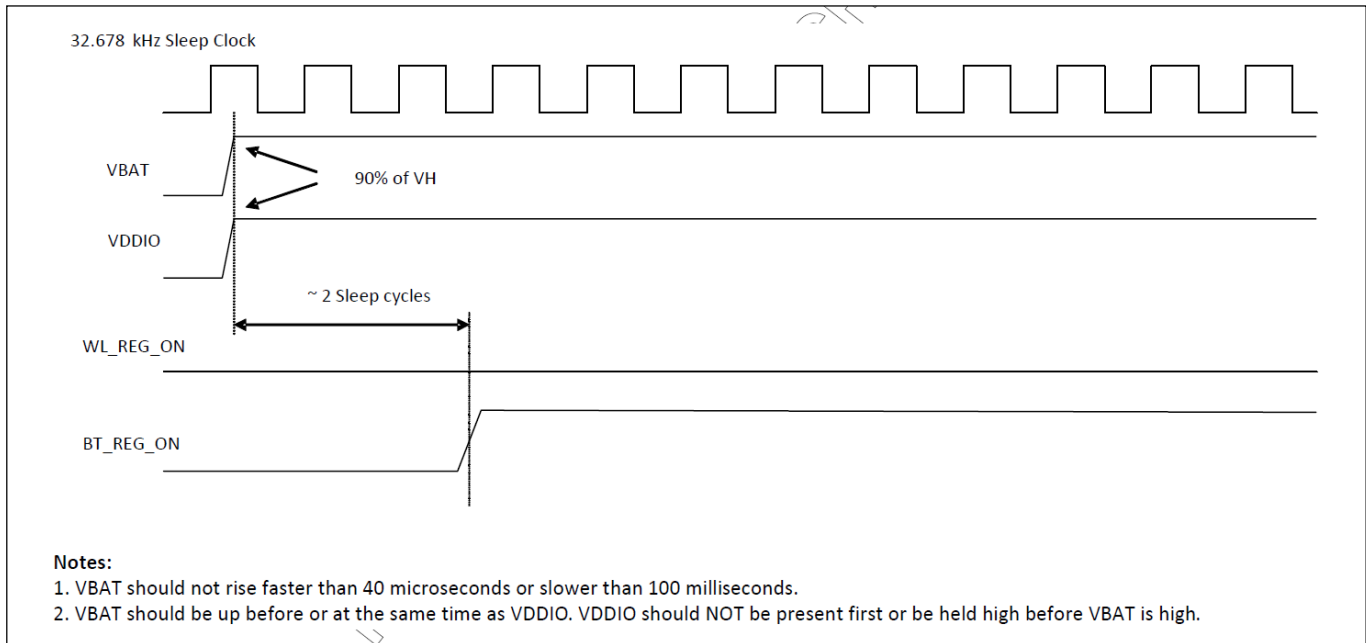 32.678 kHz Sleep Clock
VBAT
90% of VH
VDDIO
~ 2 Sleep cycles
WL_REG_ON
BT_REG_ON
Notes:
1. VBAT should not rise faster than 40 microseconds or slower than 100 milliseconds.
2. VBAT should be up before or at the same time as VDDIO. VDDIO should NOT be present first or be held high before VBAT is high.